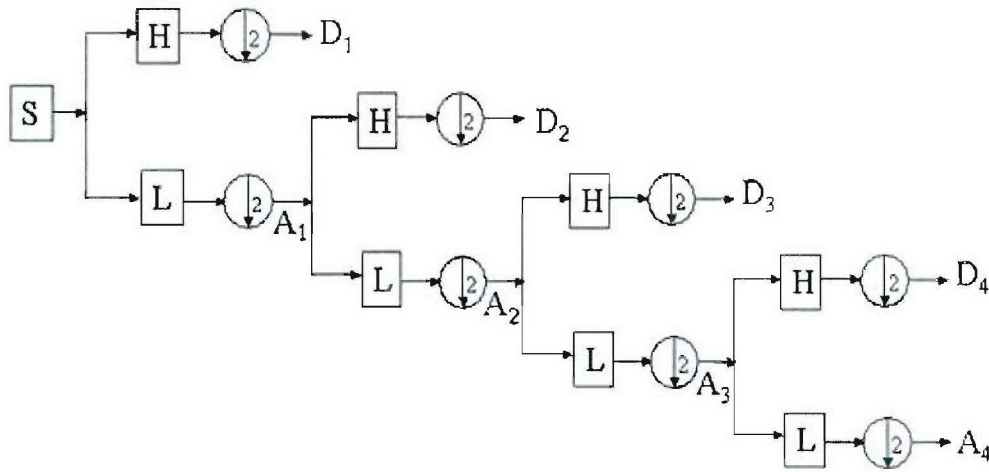 H 2 D₁
S
H 2 D₂
L 2 A₁
H 2 D₃
L 2 A₂
H 2 D₄
L 2 A₃
L 2 A₄